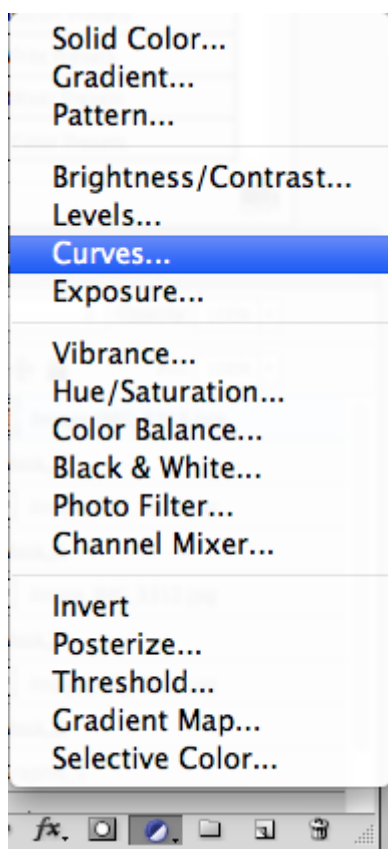 Solid Color...
Gradient...
Pattern...
Brightness/Contrast...
Levels...
Curves...
Exposure...
Vibrance...
Hue/Saturation...
Color Balance...
Black & White...
Photo Filter...
Channel Mixer...
Invert
Posterize...
Threshold...
Gradient Map...
Selective Color...
fx.